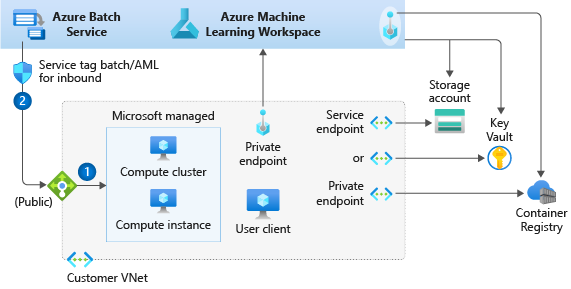 Azure Batch
Service
Azure Machine
Learning Workspace
Service tag batch/AML
for inbound
2
Microsoft managed
Compute cluster
Compute instance
1
(Public)
Private
endpoint
User client
Service
endpoint
or
Private
endpoint
Storage
account
Key
Vault
Container
Registry
Customer VNet